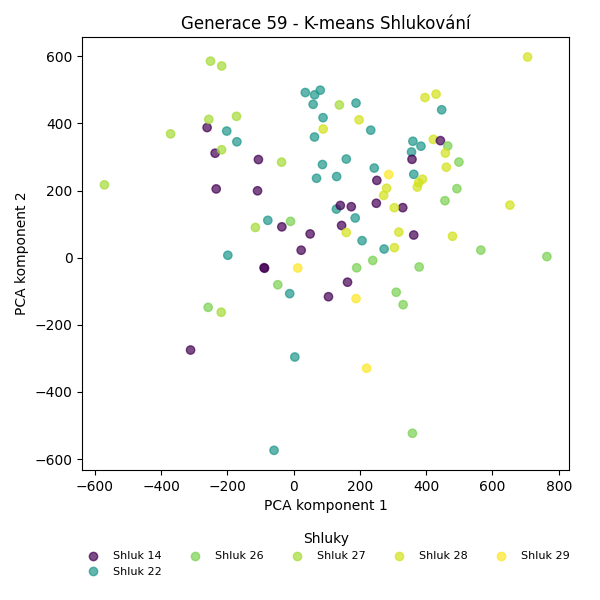 Generace 59 - K-means Shlukování
PCA komponent 2
600
400
200
0
−200
−400
−600
−600 −400 −200 0 200 400 600 800
PCA komponent 1
Shluky
Shluk 14 Shluk 26 Shluk 27 Shluk 28 Shluk 29
Shluk 22